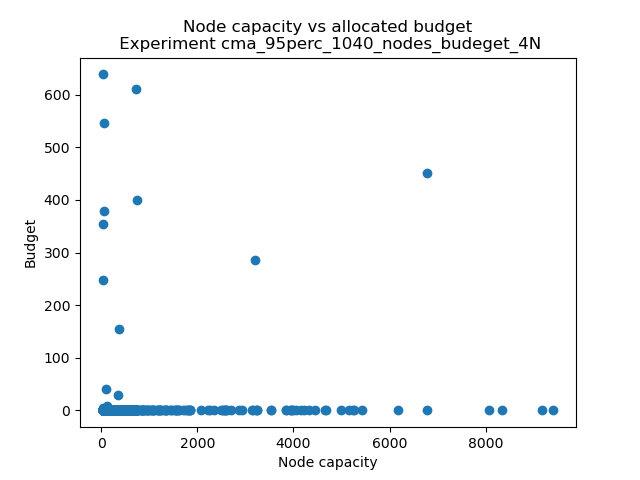 Node capacity vs allocated budget
Experiment cma_95perc_1040_nodes_budeget_4N
600
500
400
300
200
100
0
Budget
0 2000 4000 6000 8000
Node capacity